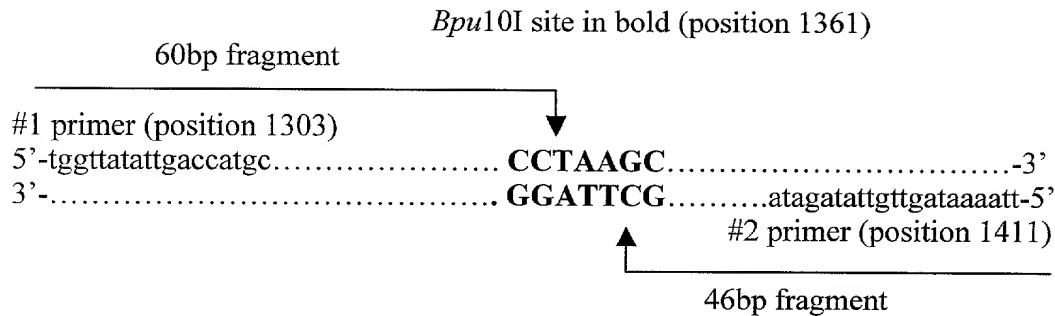 Bpu10I site in bold (position 1361)
60bp fragment
#1 primer (position 1303)
5’-tggttatattgaccatgc……………………………CCTAAGC…………………………………-3’
3’-……………………………………………………. GGATTCG………..atagatattgttgataaaatt-5’
#2 primer (position 1411)
46bp fragment